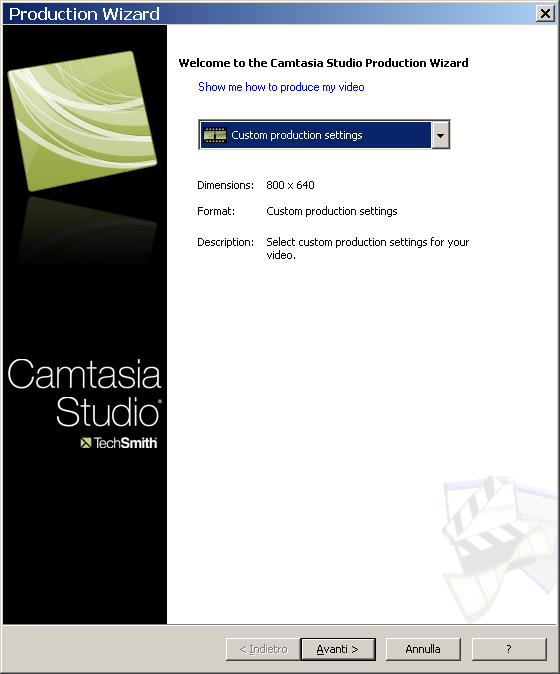 Production Wizard
Welcome to the Camtasia Studio Production Wizard
Show me how to produce my video
Custom production settings
Dimensions: 800 x 640
Format: Custom production settings
Description: Select custom production settings for your
video.
Camtasia
Studio®
TechSmith
< Indietro Avanti > Annulla ?